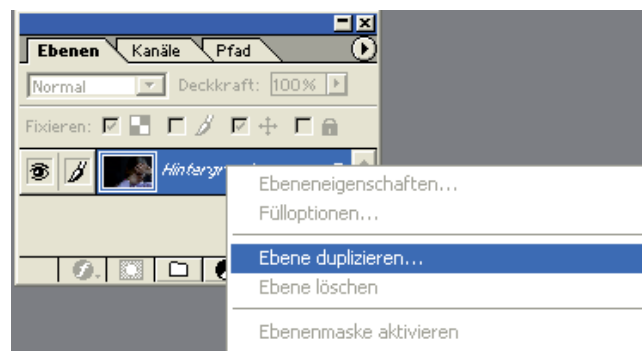 Ebenen Kanäle Pfad
Normal Deckkraft: 100%
Fixieren:
Ebeneneigenschaften...
Fülloptionen...
Ebene duplizieren...
Ebene löschen
Ebenenmaske aktivieren